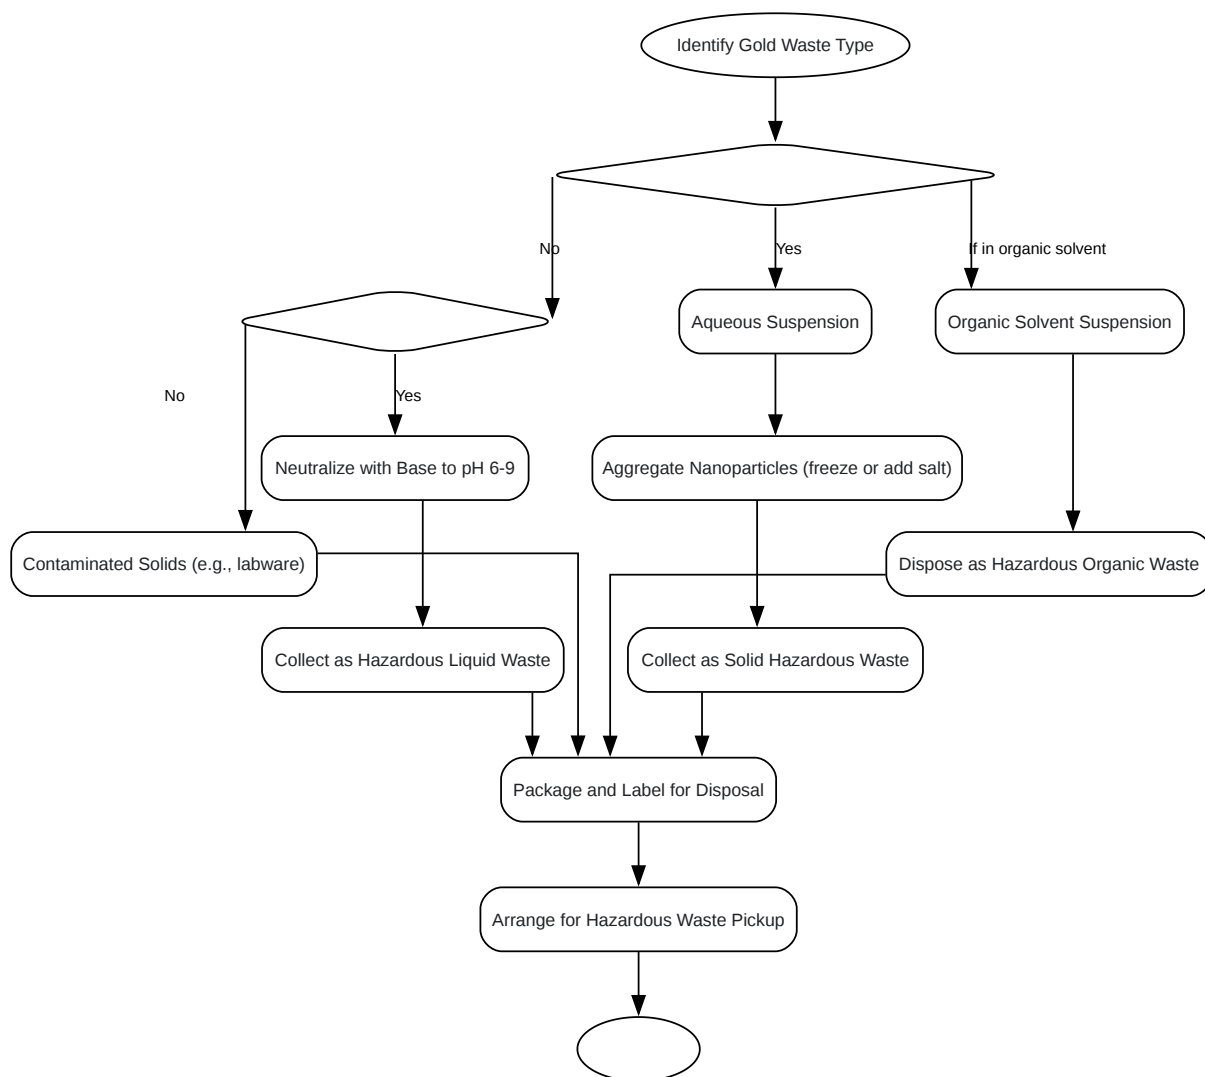 Identify Gold Waste Type
No
Yes
If in organic solvent
Aqueous Suspension
Organic Solvent Suspension
No
Yes
Neutralize with Base to pH 6-9
Aggregate Nanoparticles (freeze or add salt)
Contaminated Solids (e.g., labware)
Dispose as Hazardous Organic Waste
Collect as Hazardous Liquid Waste
Collect as Solid Hazardous Waste
Package and Label for Disposal
Arrange for Hazardous Waste Pickup